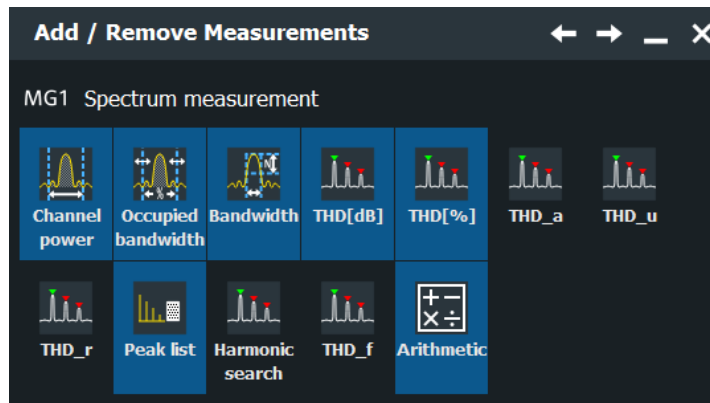 Add / Remove Measurements
MG1 Spectrum measurement
Channel power
Occupied bandwidth
Bandwidth
THD[dB]
THD[%]
THD_a
THD_u
THD_r
Peak list
Harmonic search
THD_f
Arithmetic